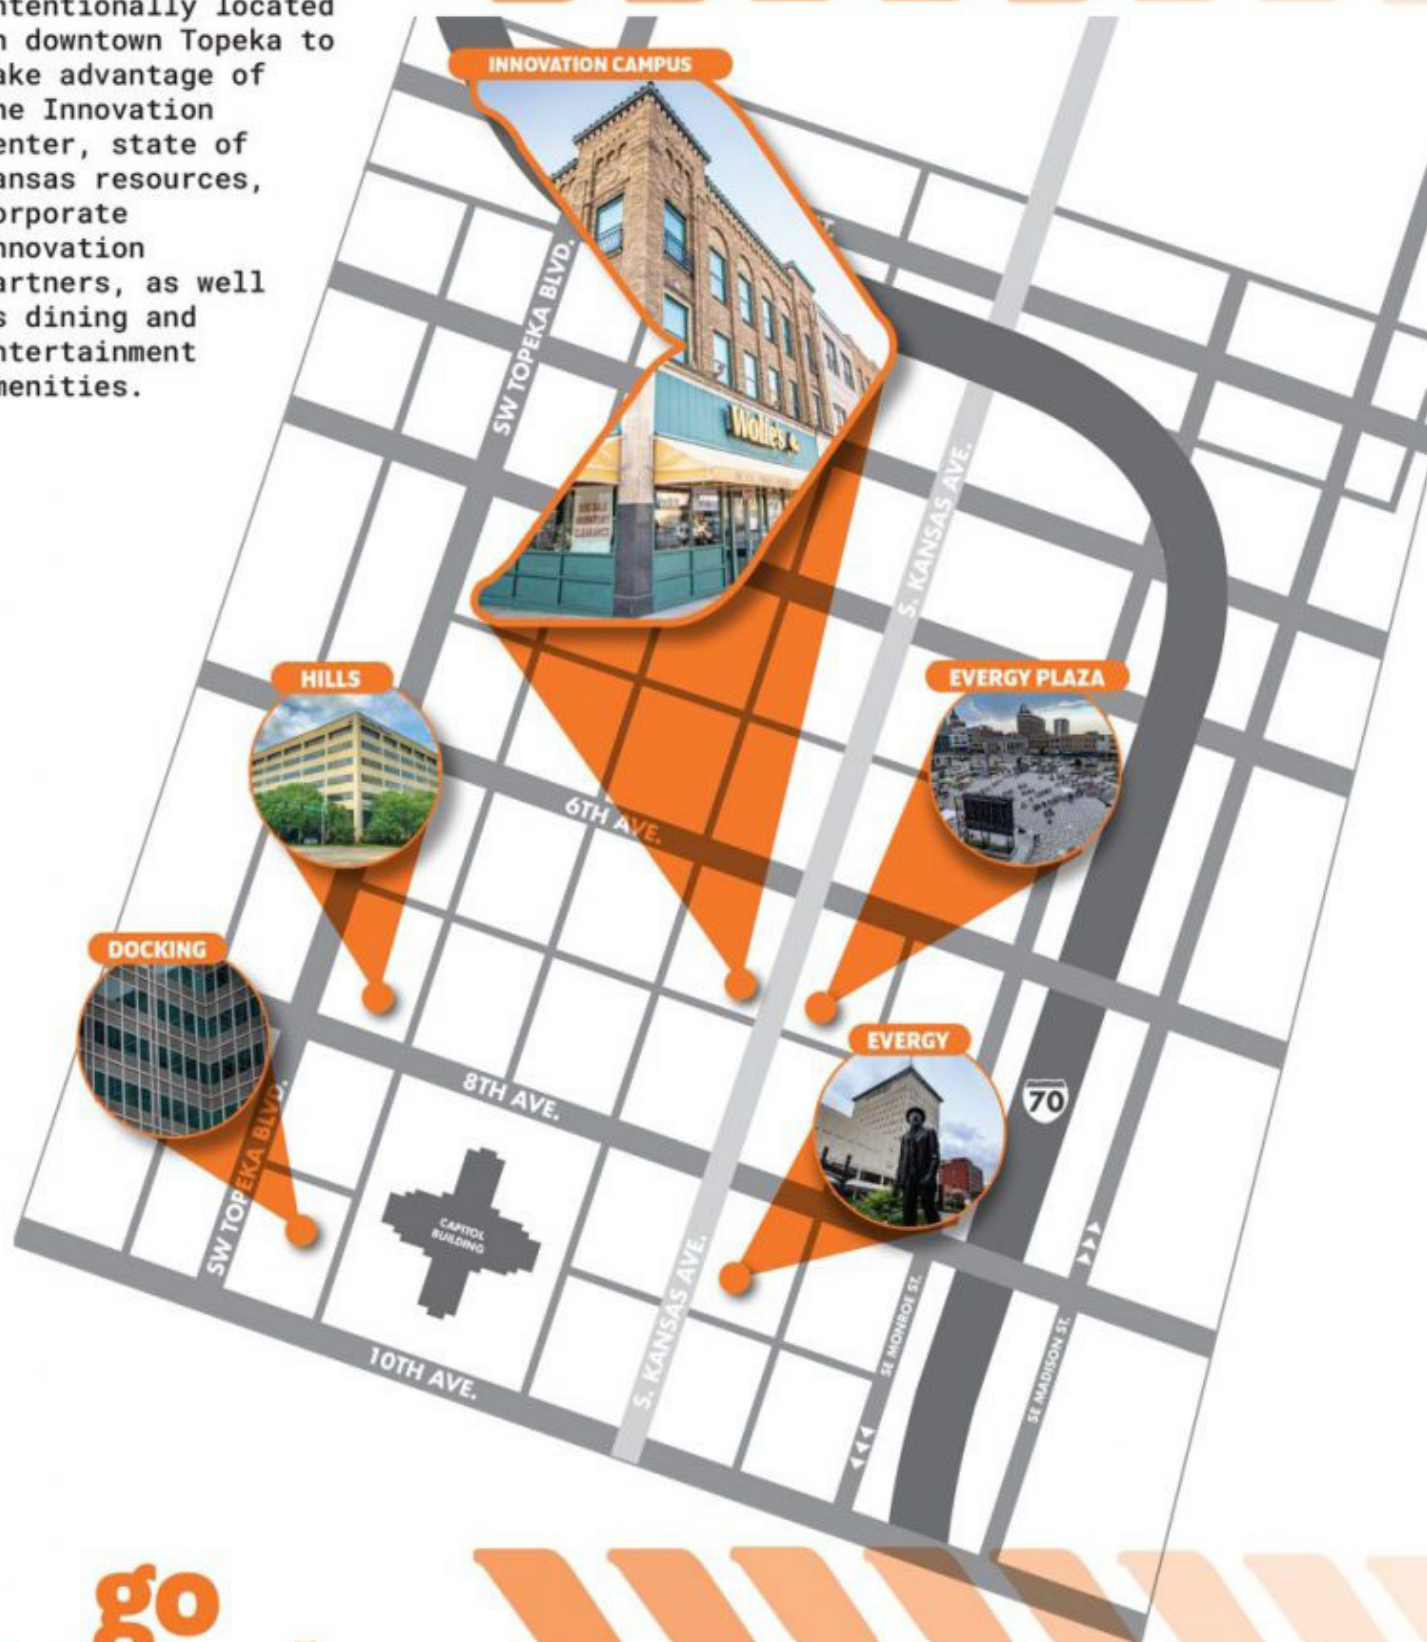 ntentionally located
n downtown Topeka to
ake advantage of
he Innovation
enter, state of
ansas resources,
orporate
nnovation
artners, as well
s dining and
ntertainment
menities.
INNOVATION CAMPUS
SW TOPEKA BLVD.
Wolfe's
S. KANSAS AVE.
HILLS
EVERGY PLAZA
6TH AVE.
DOCKING
EVERGY
70
8TH AVE.
SW TOPEKA BLVD.
CAPITOL
BUILDING
S. KANSAS AVE.
SE MONROE ST.
SE MADISON ST.
10TH AVE.
go